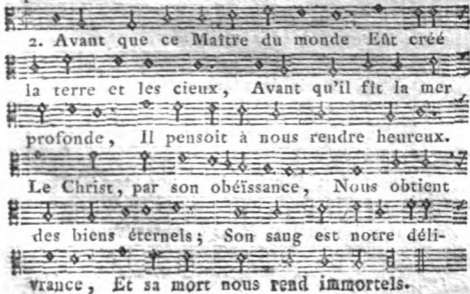 2. Avant que ce Maître du monde Eût créé
la terre et les cieux, Avant qu'il fît la mer
profonde, Il pensoit à nous rendre heureux.
Le Christ, par son obéïssance, Nous obtient
des biens éternels; Son sang est notre déli-
vrance, Et sa mort nous rend immortels.